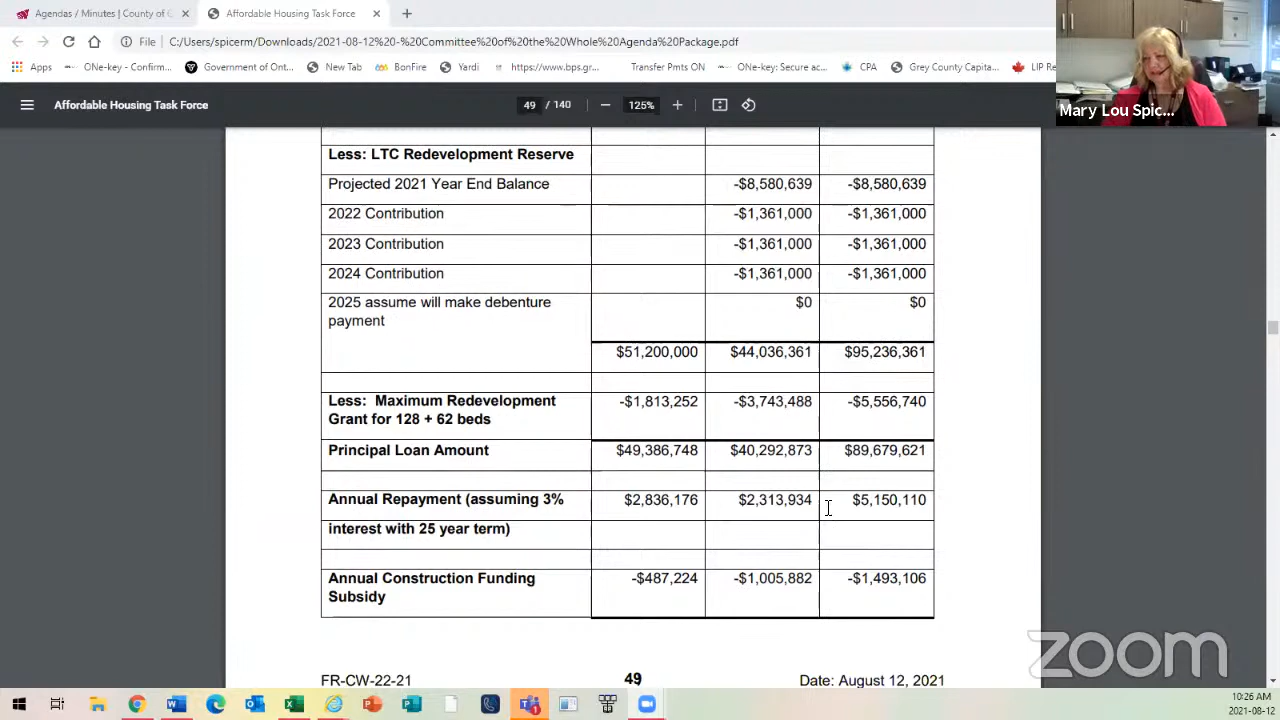 Agenda / Minutes | County of G
Affordable Housing Task Force
File
C:/Users/spicerm/Downloads/2021-08-12%20-%20Committee%20of%20the%20Whole%20Agenda%20Package.pdf
Apps ONe-key - Confirm... Government of Ont... New Tab BonFire Yardi https://www.bps.gr... Transfer Pmts ON ONe-key: Secure ac... CPA Grey County Capita... LIP Re
Affordable Housing Task Force
49 / 140
125%
Mary Lou Spic...
Less: LTC Redevelopment Reserve
Projected 2021 Year End Balance -$8,580,639 -$8,580,639
2022 Contribution -$1,361,000 -$1,361,000
2023 Contribution -$1,361,000 -$1,361,000
2024 Contribution -$1,361,000 -$1,361,000
2025 assume will make debenture $0 $0
payment
$51,200,000 $44,036,361 $95,236,361
Less: Maximum Redevelopment -$1,813,252 -$3,743,488 -$5,556,740
Grant for 128 + 62 beds
Principal Loan Amount $49,386,748 $40,292,873 $89,679,621
Annual Repayment (assuming 3% $2,836,176 $2,313,934 $5,150,110
interest with 25 year term)
Annual Construction Funding -$487,224 -$1,005,882 -$1,493,106
Subsidy
FR-CW-22-21 49 Date: August 12, 2021
zoom
10:26 AM
2021-08-12